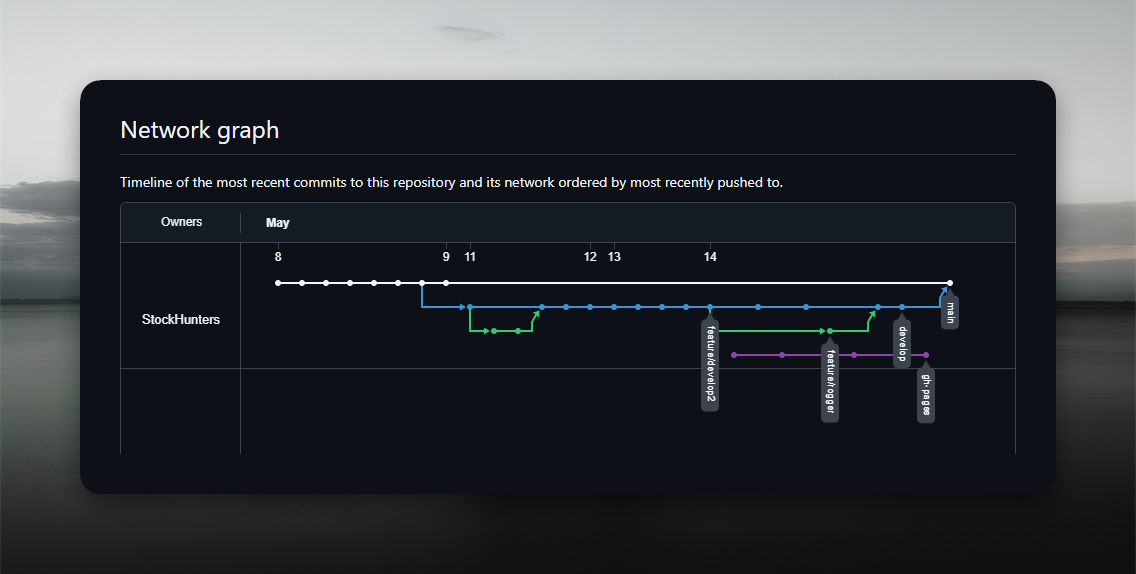 Network graph
Timeline of the most recent commits to this repository and its network ordered by most recently pushed to.
Owners
May
8
9
11
12
13
14
StockHunters
main
develop
feature/develop2
feature/rogger
gh-pages